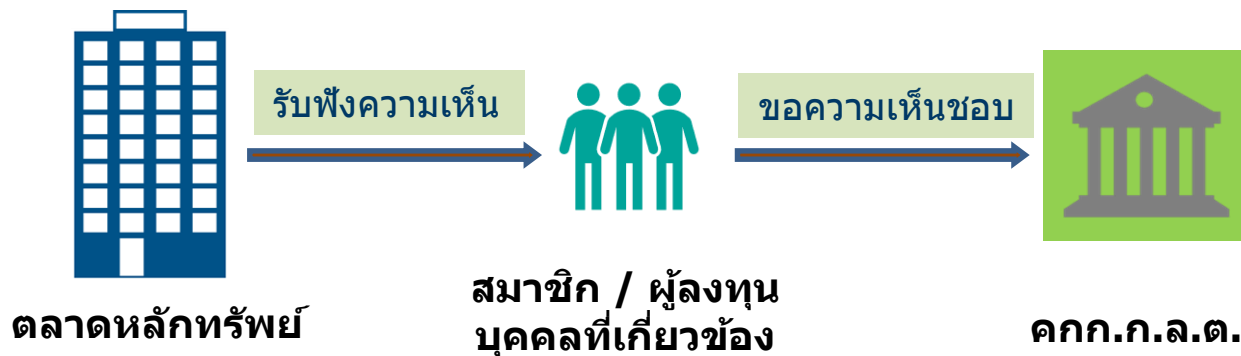 รับฟังความเห็น
ขอความเห็นชอบ
ตลาดหลักทรัพย์
สมาชิก / ผู้ลงทุน
บุคคลที่เกี่ยวข้อง
คกก.ก.ล.ต.